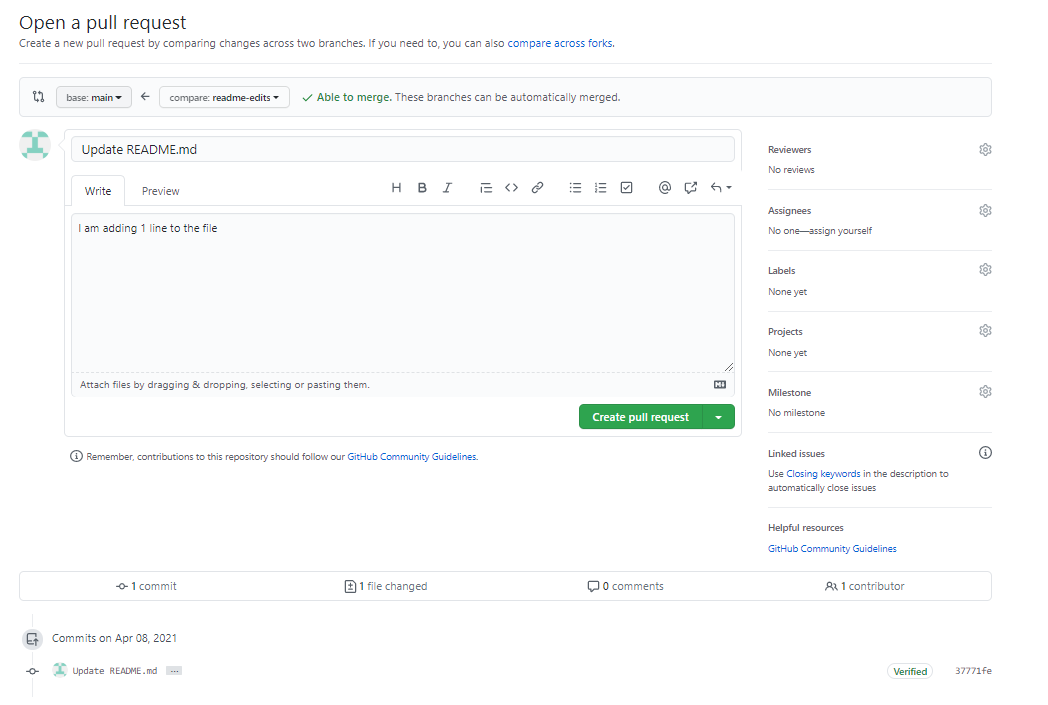 Open a pull request
Create a new pull request by comparing changes across two branches. If you need to, you can also compare across forks.
base: main
compare: readme-edits
Able to merge. These branches can be automatically merged.
Update README.md
Write Preview
H B I
I am adding 1 line to the file
Attach files by dragging & dropping, selecting or pasting them.
Create pull request
Remember, contributions to this repository should follow our GitHub Community Guidelines.
Reviewers
No reviews
Assignees
No one—assign yourself
Labels
None yet
Projects
None yet
Milestone
No milestone
Linked issues
Use Closing keywords in the description to
automatically close issues
Helpful resources
GitHub Community Guidelines
1 commit 1 file changed 0 comments 1 contributor
Commits on Apr 08, 2021
Update README.md ... Verified 37771fe